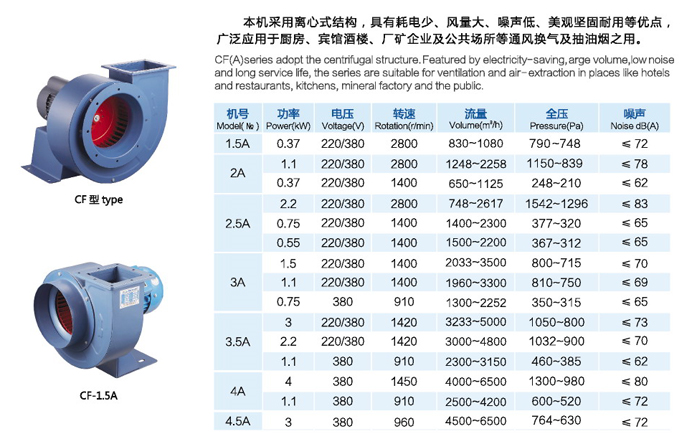 本机采用离心式结构，具有耗电少、风量大、噪声低、美观坚固耐用等优点，
广泛应用于厨房、宾馆酒楼、厂矿企业及公共场所等通风换气及抽油烟之用。
CF(A)series adopt the centrifugal structure. Featured by electricity-saving,arge volume,low noise
and long service life, the series are suitable for ventilation and air-extraction in places like hotels
and restaurants, kitchens, mineral factory and the public.
机号 功率 电压 转速 流量 全压 噪声
Model(№) Power(kW) Voltage(V) Rotation(r/min) Volume(m³/h) Pressure(Pa) Noise dB(A)
1.5A 0.37 220/380 2800 830~1080 790~748 ≤ 72
2A 1.1 220/380 2800 1248~2258 1150~839 ≤ 78
0.37 220/380 1400 650~1125 248~210 ≤ 62
2.5A 2.2 220/380 2800 748~2617 1542~1296 ≤ 83
0.75 220/380 1400 1400~2300 377~320 ≤ 65
0.55 220/380 1400 1500~2200 367~312 ≤ 65
3A 1.5 220/380 1400 2033~3500 800~715 ≤ 70
1.1 220/380 1400 1960~3300 810~750 ≤ 69
0.75 380 910 1300~2252 350~315 ≤ 65
3.5A 3 220/380 1420 3233~5000 1050~800 ≤ 73
2.2 220/380 1420 3000~4800 1032~900 ≤ 70
1.1 380 910 2300~3150 460~385 ≤ 62
4A 4 380 1450 4000~6500 1300~980 ≤ 80
1.1 380 910 2500~4200 600~520 ≤ 72
4.5A 3 380 960 4500~6500 764~630 ≤ 72
CF 型 type
CF-1.5A